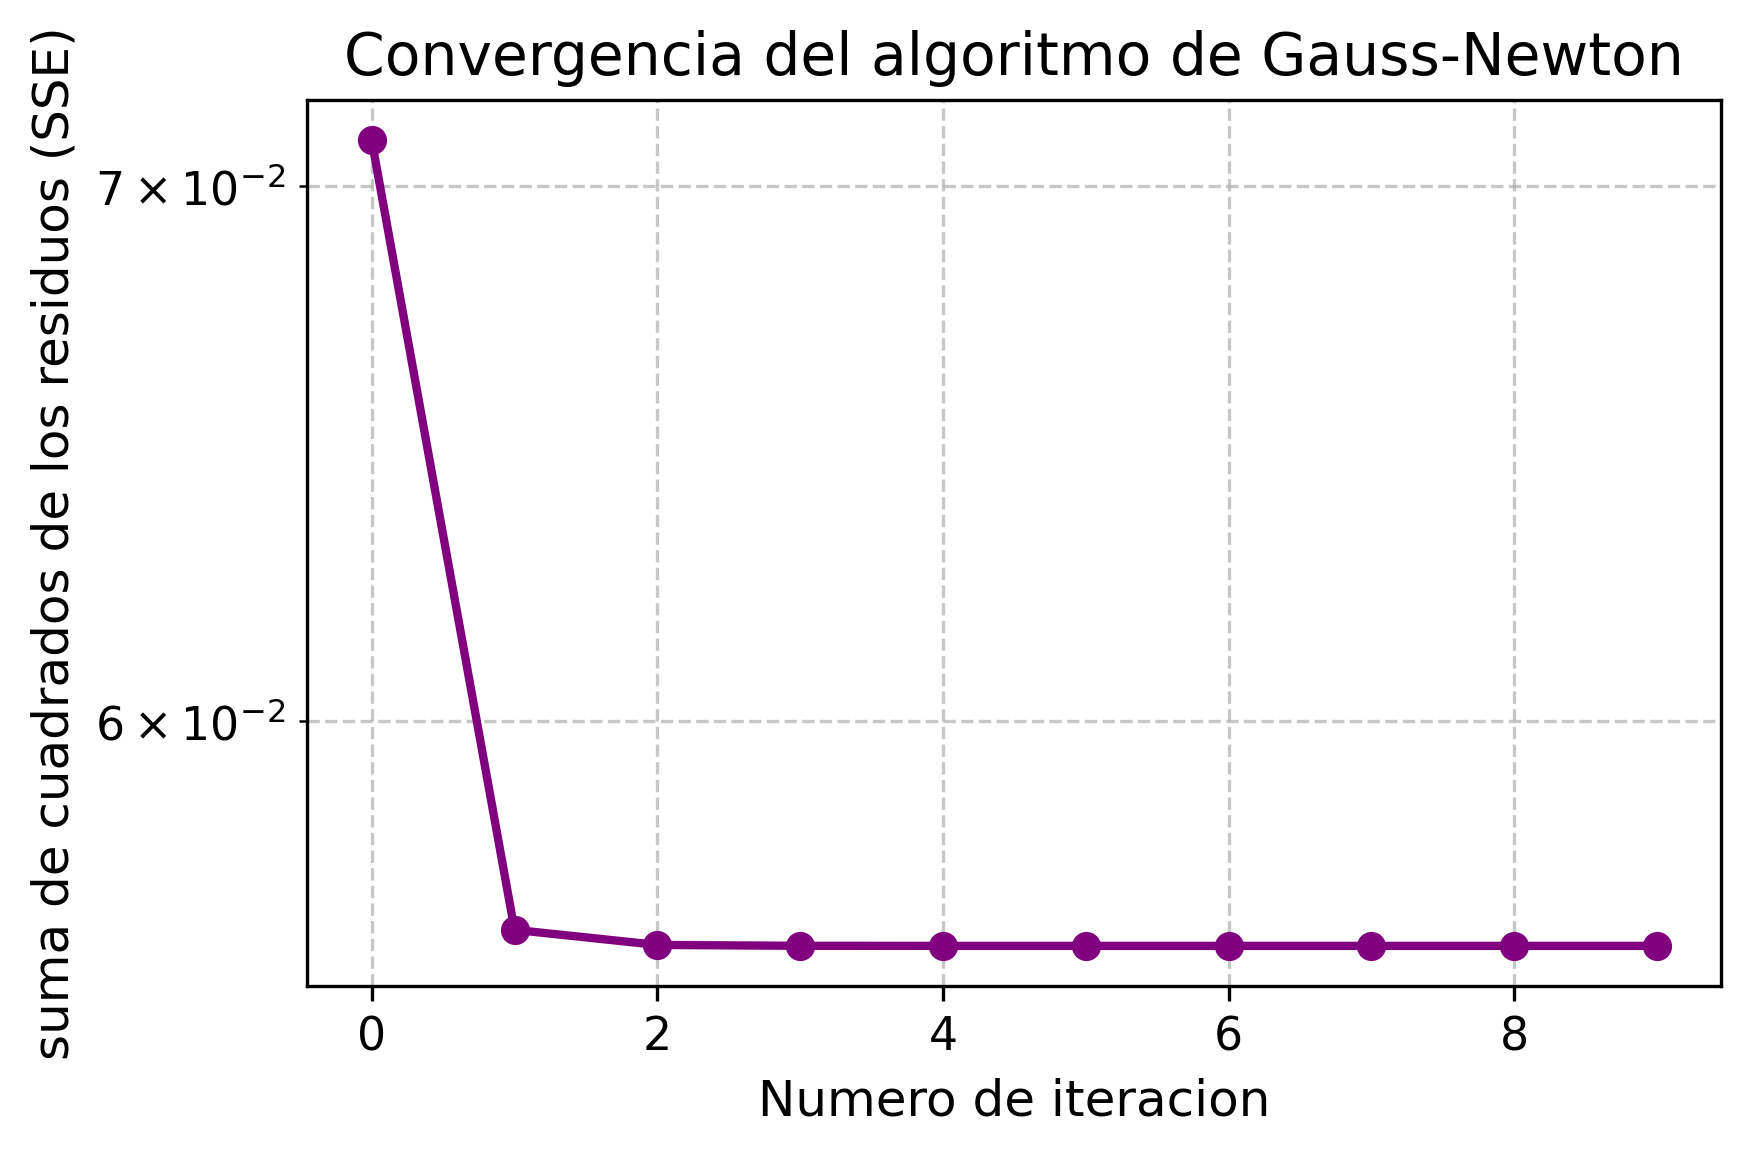 Convergencia del algoritmo de Gauss-Newton
suma de cuadrados de los residuos (SSE)
7 × 10⁻²
6 × 10⁻²
0 2 4 6 8
Numero de iteracion